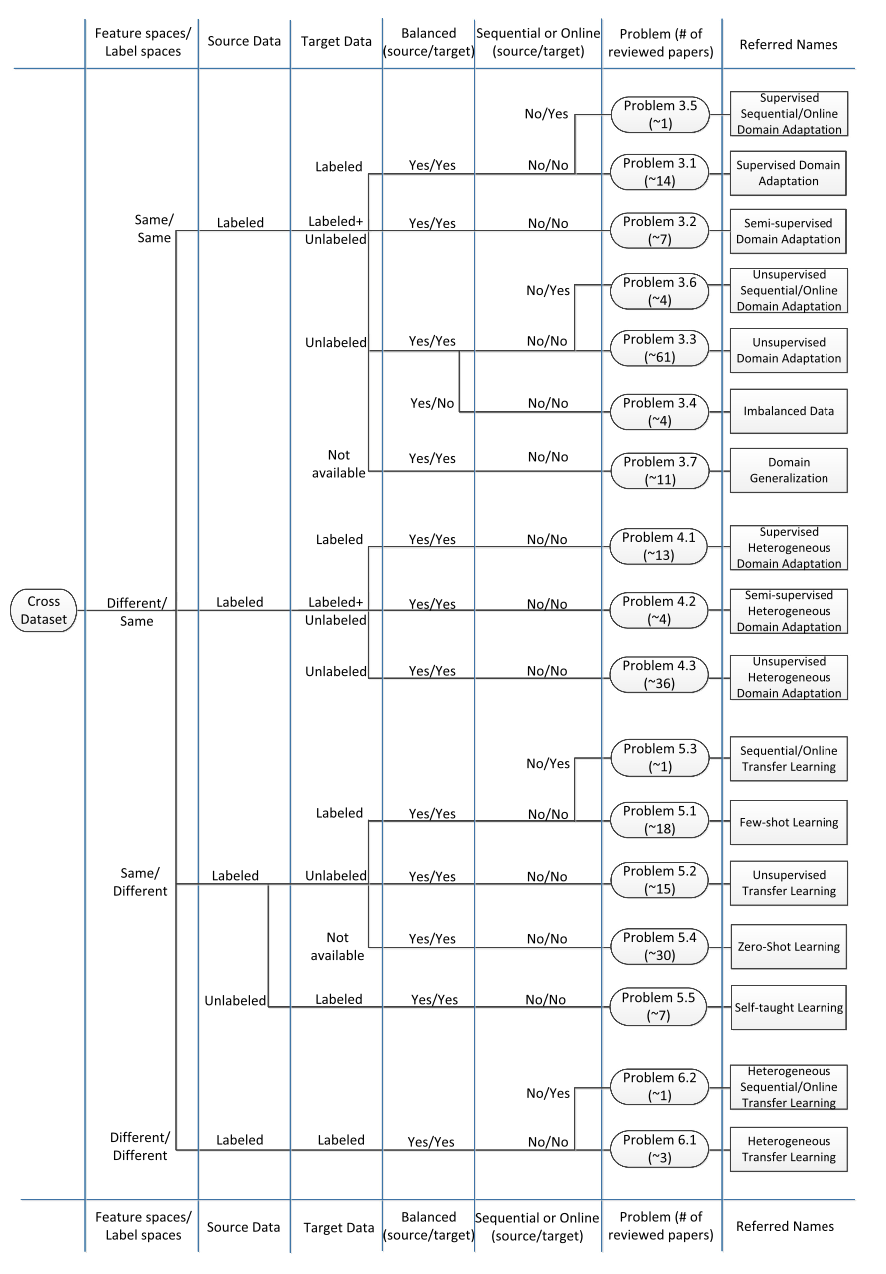 Feature spaces/
Label spaces
Source Data
Target Data
Balanced
(source/target)
Sequential or Online
(source/target)
Problem (# of
reviewed papers)
Referred Names
No/Yes
Problem 3.5
(~1)
Supervised
Sequential/Online
Domain Adaptation
Labeled
Yes/Yes
No/No
Problem 3.1
(~14)
Supervised Domain
Adaptation
Same/
Same
Labeled
Labeled+
Unlabeled
Yes/Yes
No/No
Problem 3.2
(~7)
Semi-supervised
Domain Adaptation
No/Yes
Problem 3.6
(~4)
Unsupervised
Sequential/Online
Domain Adaptation
Unlabeled
Yes/Yes
No/No
Problem 3.3
(~61)
Unsupervised
Domain Adaptation
Yes/No
No/No
Problem 3.4
(~4)
Imbalanced Data
Not
available
Yes/Yes
No/No
Problem 3.7
(~11)
Domain
Generalization
Labeled
Yes/Yes
No/No
Problem 4.1
(~13)
Supervised
Heterogeneous
Domain Adaptation
Cross
Dataset
Different/
Same
Labeled
Labeled+
Unlabeled
Yes/Yes
No/No
Problem 4.2
(~4)
Semi-supervised
Heterogeneous
Domain Adaptation
Unlabeled
Yes/Yes
No/No
Problem 4.3
(~36)
Unsupervised
Heterogeneous
Domain Adaptation
No/Yes
Problem 5.3
(~1)
Sequential/Online
Transfer Learning
Labeled
Yes/Yes
No/No
Problem 5.1
(~18)
Few-shot Learning
Same/
Different
Labeled
Unlabeled
Yes/Yes
No/No
Problem 5.2
(~15)
Unsupervised
Transfer Learning
Not
available
Yes/Yes
No/No
Problem 5.4
(~30)
Zero-Shot Learning
Unlabeled
Labeled
Yes/Yes
No/No
Problem 5.5
(~7)
Self-taught Learning
No/Yes
Problem 6.2
(~1)
Heterogeneous
Sequential/Online
Transfer Learning
Different/
Different
Labeled
Labeled
Yes/Yes
No/No
Problem 6.1
(~3)
Heterogeneous
Transfer Learning
Feature spaces/
Label spaces
Source Data
Target Data
Balanced
(source/target)
Sequential or Online
(source/target)
Problem (# of
reviewed papers)
Referred Names